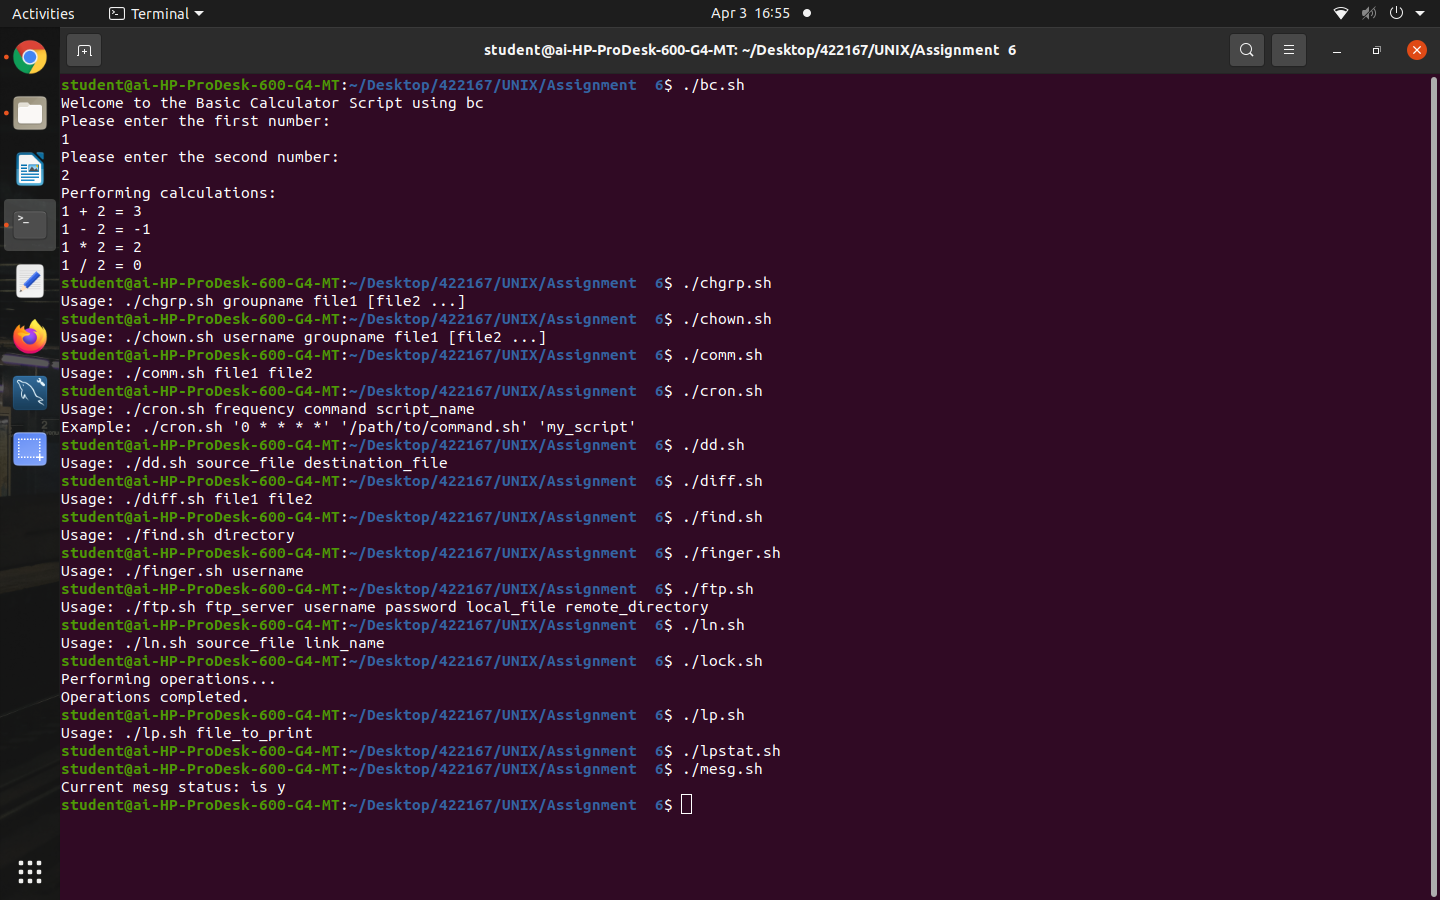 Activities
Terminal
Apr 3 16:55
student@ai-HP-ProDesk-600-G4-MT: ~/Desktop/422167/UNIX/Assignment  6
student@ai-HP-ProDesk-600-G4-MT:~/Desktop/422167/UNIX/Assignment  6$ ./bc.sh
Welcome to the Basic Calculator Script using bc
Please enter the first number:
1
Please enter the second number:
2
Performing calculations:
1 + 2 = 3
1 - 2 = -1
1 * 2 = 2
1 / 2 = 0
student@ai-HP-ProDesk-600-G4-MT:~/Desktop/422167/UNIX/Assignment  6$ ./chgrp.sh
Usage: ./chgrp.sh groupname file1 [file2 ...]
student@ai-HP-ProDesk-600-G4-MT:~/Desktop/422167/UNIX/Assignment  6$ ./chown.sh
Usage: ./chown.sh username groupname file1 [file2 ...]
student@ai-HP-ProDesk-600-G4-MT:~/Desktop/422167/UNIX/Assignment  6$ ./comm.sh
Usage: ./comm.sh file1 file2
student@ai-HP-ProDesk-600-G4-MT:~/Desktop/422167/UNIX/Assignment  6$ ./cron.sh
Usage: ./cron.sh frequency command script_name
Example: ./cron.sh '0 * * * *' '/path/to/command.sh' 'my_script'
student@ai-HP-ProDesk-600-G4-MT:~/Desktop/422167/UNIX/Assignment  6$ ./dd.sh
Usage: ./dd.sh source_file destination_file
student@ai-HP-ProDesk-600-G4-MT:~/Desktop/422167/UNIX/Assignment  6$ ./diff.sh
Usage: ./diff.sh file1 file2
student@ai-HP-ProDesk-600-G4-MT:~/Desktop/422167/UNIX/Assignment  6$ ./find.sh
Usage: ./find.sh directory
student@ai-HP-ProDesk-600-G4-MT:~/Desktop/422167/UNIX/Assignment  6$ ./finger.sh
Usage: ./finger.sh username
student@ai-HP-ProDesk-600-G4-MT:~/Desktop/422167/UNIX/Assignment  6$ ./ftp.sh
Usage: ./ftp.sh ftp_server username password local_file remote_directory
student@ai-HP-ProDesk-600-G4-MT:~/Desktop/422167/UNIX/Assignment  6$ ./ln.sh
Usage: ./ln.sh source_file link_name
student@ai-HP-ProDesk-600-G4-MT:~/Desktop/422167/UNIX/Assignment  6$ ./lock.sh
Performing operations...
Operations completed.
student@ai-HP-ProDesk-600-G4-MT:~/Desktop/422167/UNIX/Assignment  6$ ./lp.sh
Usage: ./lp.sh file_to_print
student@ai-HP-ProDesk-600-G4-MT:~/Desktop/422167/UNIX/Assignment  6$ ./lpstat.sh
student@ai-HP-ProDesk-600-G4-MT:~/Desktop/422167/UNIX/Assignment  6$ ./mesg.sh
Current mesg status: is y
student@ai-HP-ProDesk-600-G4-MT:~/Desktop/422167/UNIX/Assignment  6$